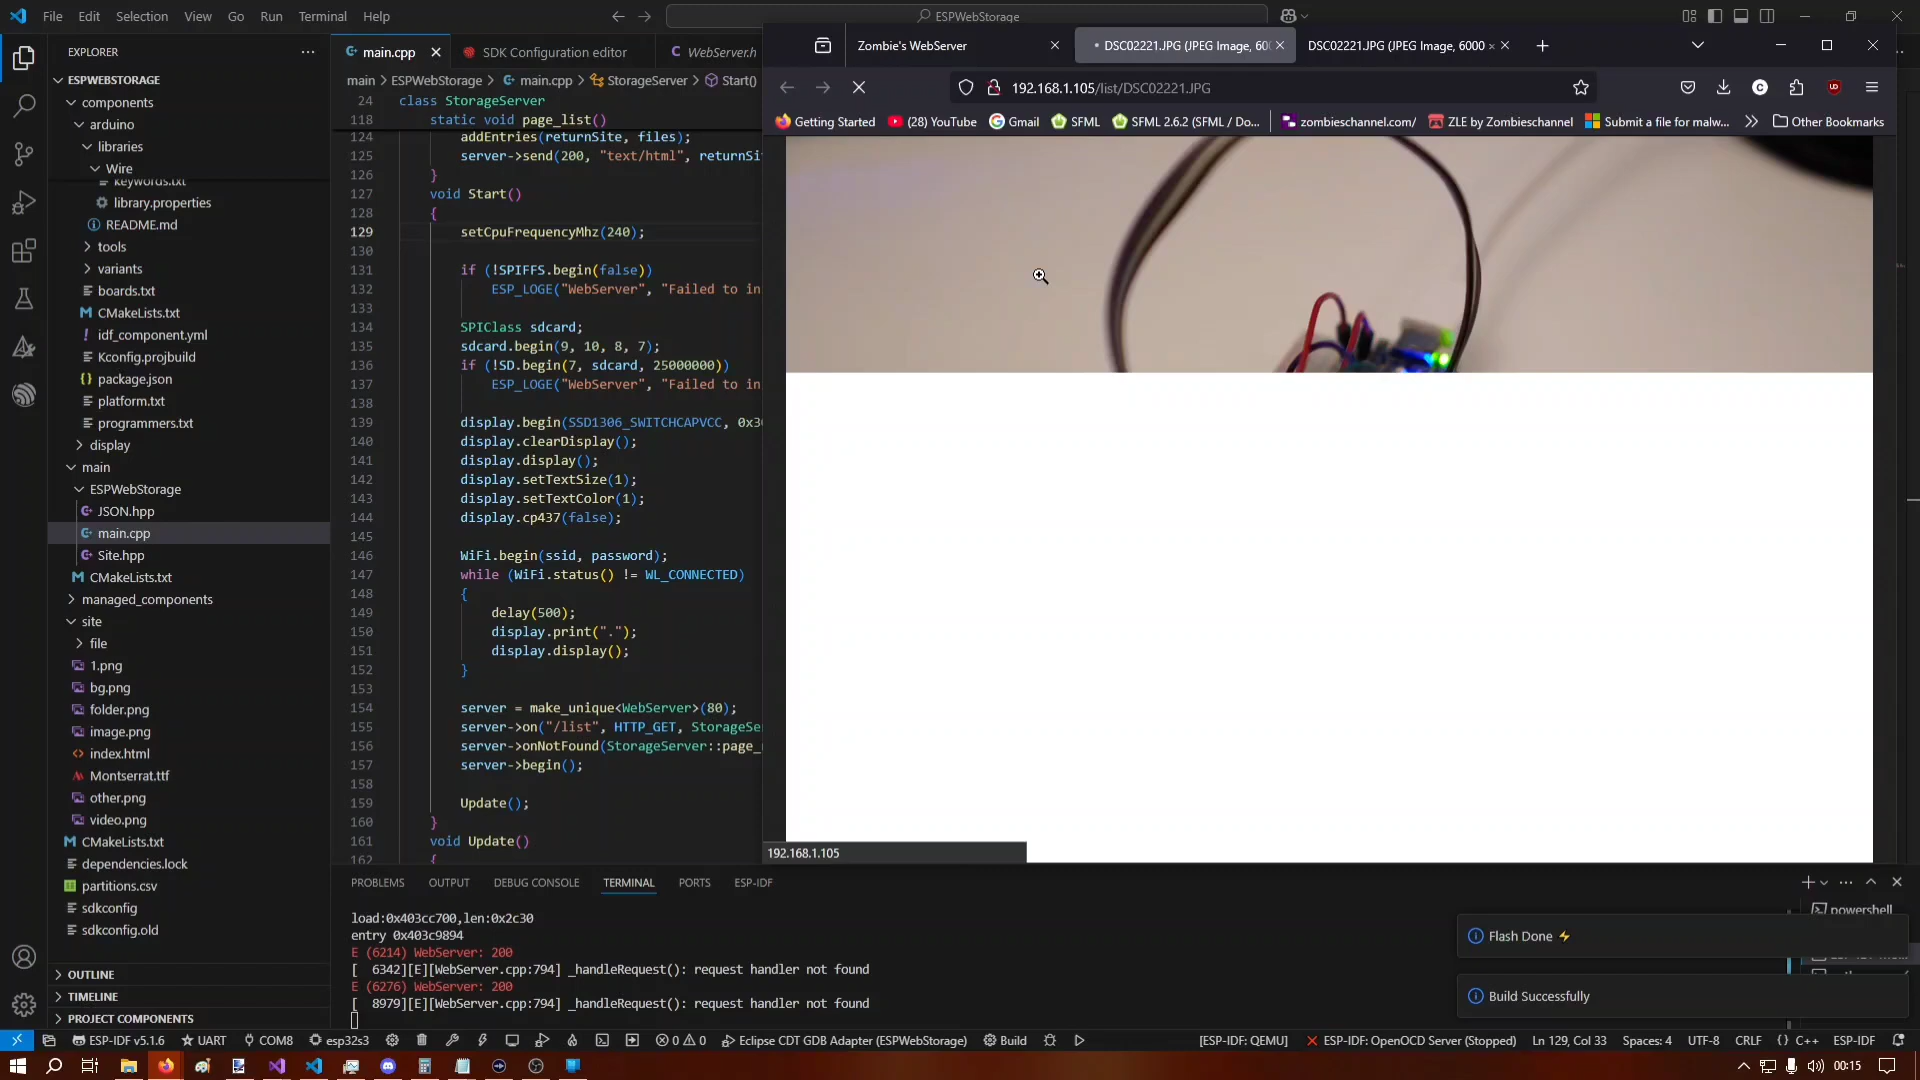 File Edit Selection View Go Run Terminal Help
ESPWebStorage
EXPLORER
ESPWEBSTORAGE
components
arduino
libraries
Wire
keywords.txt
library.properties
README.md
tools
variants
boards.txt
CMakeLists.txt
idf_component.yml
Kconfig.projbuild
package.json
platform.txt
programmers.txt
display
main
ESPWebStorage
JSON.hpp
main.cpp
Site.hpp
CMakeLists.txt
managed_components
site
file
1.png
bg.png
folder.png
image.png
index.html
Montserrat.ttf
other.png
video.png
CMakeLists.txt
dependencies.lock
partitions.csv
sdkconfig
sdkconfig.old
OUTLINE
TIMELINE
PROJECT COMPONENTS
main.cpp SDK Configuration editor WebServer.h
main > ESPWebStorage > main.cpp > StorageServer > Start()
24 class StorageServer
118 static void page_list()
124 addEntries(returnSite, files);
125 server->send(200, "text/html", returnSi
126 }
127 void Start()
128 {
129 setCpuFrequencyMhz(240);
130
131 if (!SPIFFS.begin(false))
132 ESP_LOGE("WebServer", "Failed to in
133
134 SPIClass sdcard;
135 sdcard.begin(9, 10, 8, 7);
136 if (!SD.begin(7, sdcard, 25000000))
137 ESP_LOGE("WebServer", "Failed to in
138
139 display.begin(SSD1306_SWITCHCAPVCC, 0x3
140 display.clearDisplay();
141 display.display();
142 display.setTextSize(1);
143 display.setTextColor(1);
144 display.cp437(false);
145
146 WiFi.begin(ssid, password);
147 while (WiFi.status() != WL_CONNECTED)
148 {
149 delay(500);
150 display.print(".");
151 display.display();
152 }
153
154 server = make_unique<WebServer>(80);
155 server->on("/list", HTTP_GET, StorageSe
156 server->onNotFound(StorageServer::page_
157 server->begin();
158
159 Update();
160 }
161 void Update()
162 {
Zombie's WebServer DSC02221.JPG (JPEG Image, 600 DSC02221.JPG (JPEG Image, 6000
192.168.1.105/list/DSC02221.JPG
Getting Started (28) YouTube Gmail SFML SFML 2.6.2 (SFML / Do... zombieschannel.com/ ZLE by Zombieschannel Submit a file for malw... Other Bookmarks
192.168.1.105
PROBLEMS OUTPUT DEBUG CONSOLE TERMINAL PORTS ESP-IDF
load:0x403cc700,len:0x2c30
entry 0x403c9894
E (6214) WebServer: 200
[ 6342][E][WebServer.cpp:794] _handleRequest(): request handler not found
E (6276) WebServer: 200
[ 8979][E][WebServer.cpp:794] _handleRequest(): request handler not found
powershell
Flash Done
Build Successfully
ESP-IDF v5.1.6 UART COM8 esp32s3 0 0 Eclipse CDT GDB Adapter (ESPWebStorage) Build [ESP-IDF: QEMU] ESP-IDF: OpenOCD Server (Stopped) Ln 129, Col 33 Spaces: 4 UTF-8 CRLF {} C++ ESP-IDF
00:15